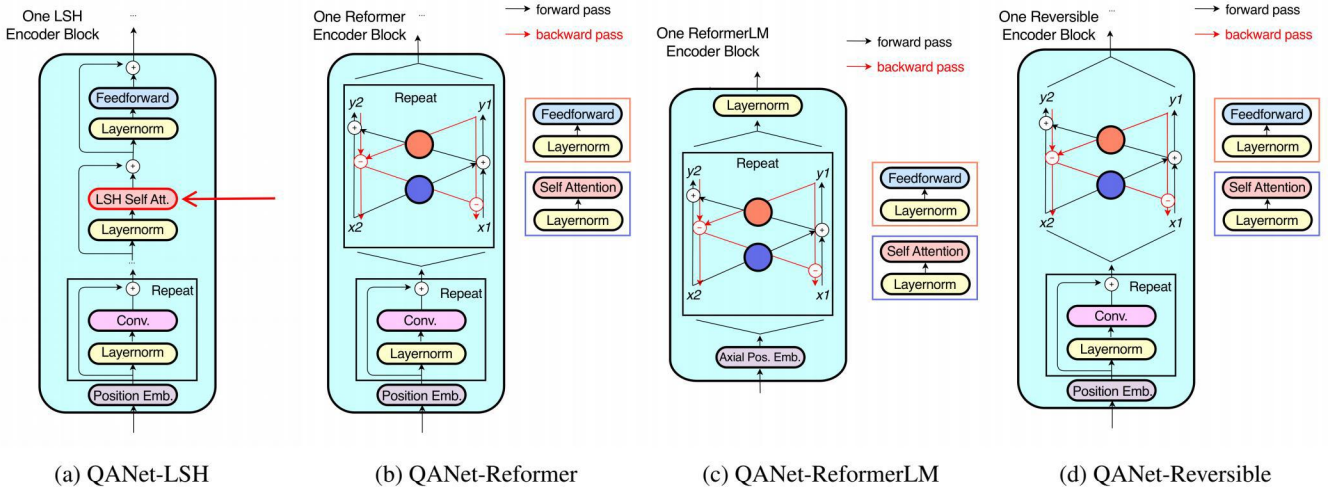 One LSH
Encoder Block
...
+
Feedforward
Layernorm
+
LSH Self Att.
Layernorm
...
+
Repeat
Conv.
Layernorm
Position Emb.
(a) QANet-LSH
One Reformer
Encoder Block
...
forward pass
backward pass
Repeat
y2
y1
+
−
+
−
x2
x1
Feedforward
Layernorm
Self Attention
Layernorm
+
Repeat
Conv.
Layernorm
Position Emb.
(b) QANet-Reformer
One ReformerLM
Encoder Block
forward pass
backward pass
Layernorm
Repeat
y2
y1
+
−
+
−
x2
x1
Feedforward
Layernorm
Self Attention
Layernorm
Axial Pos. Emb.
(c) QANet-ReformerLM
One Reversible
Encoder Block
...
forward pass
backward pass
y2
y1
+
−
+
−
x2
x1
Feedforward
Layernorm
Self Attention
Layernorm
+
Repeat
Conv.
Layernorm
Position Emb.
(d) QANet-Reversible